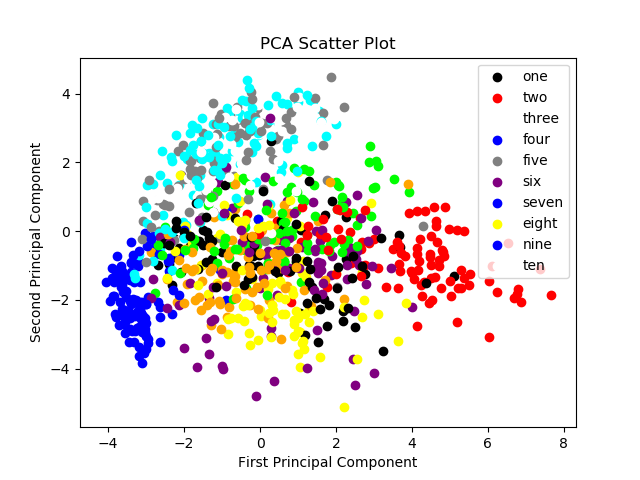 PCA Scatter Plot
one
two
three
four
five
six
seven
eight
nine
ten
4
2
0
−2
−4
Second Principal Component
−4 −2 0 2 4 6 8
First Principal Component